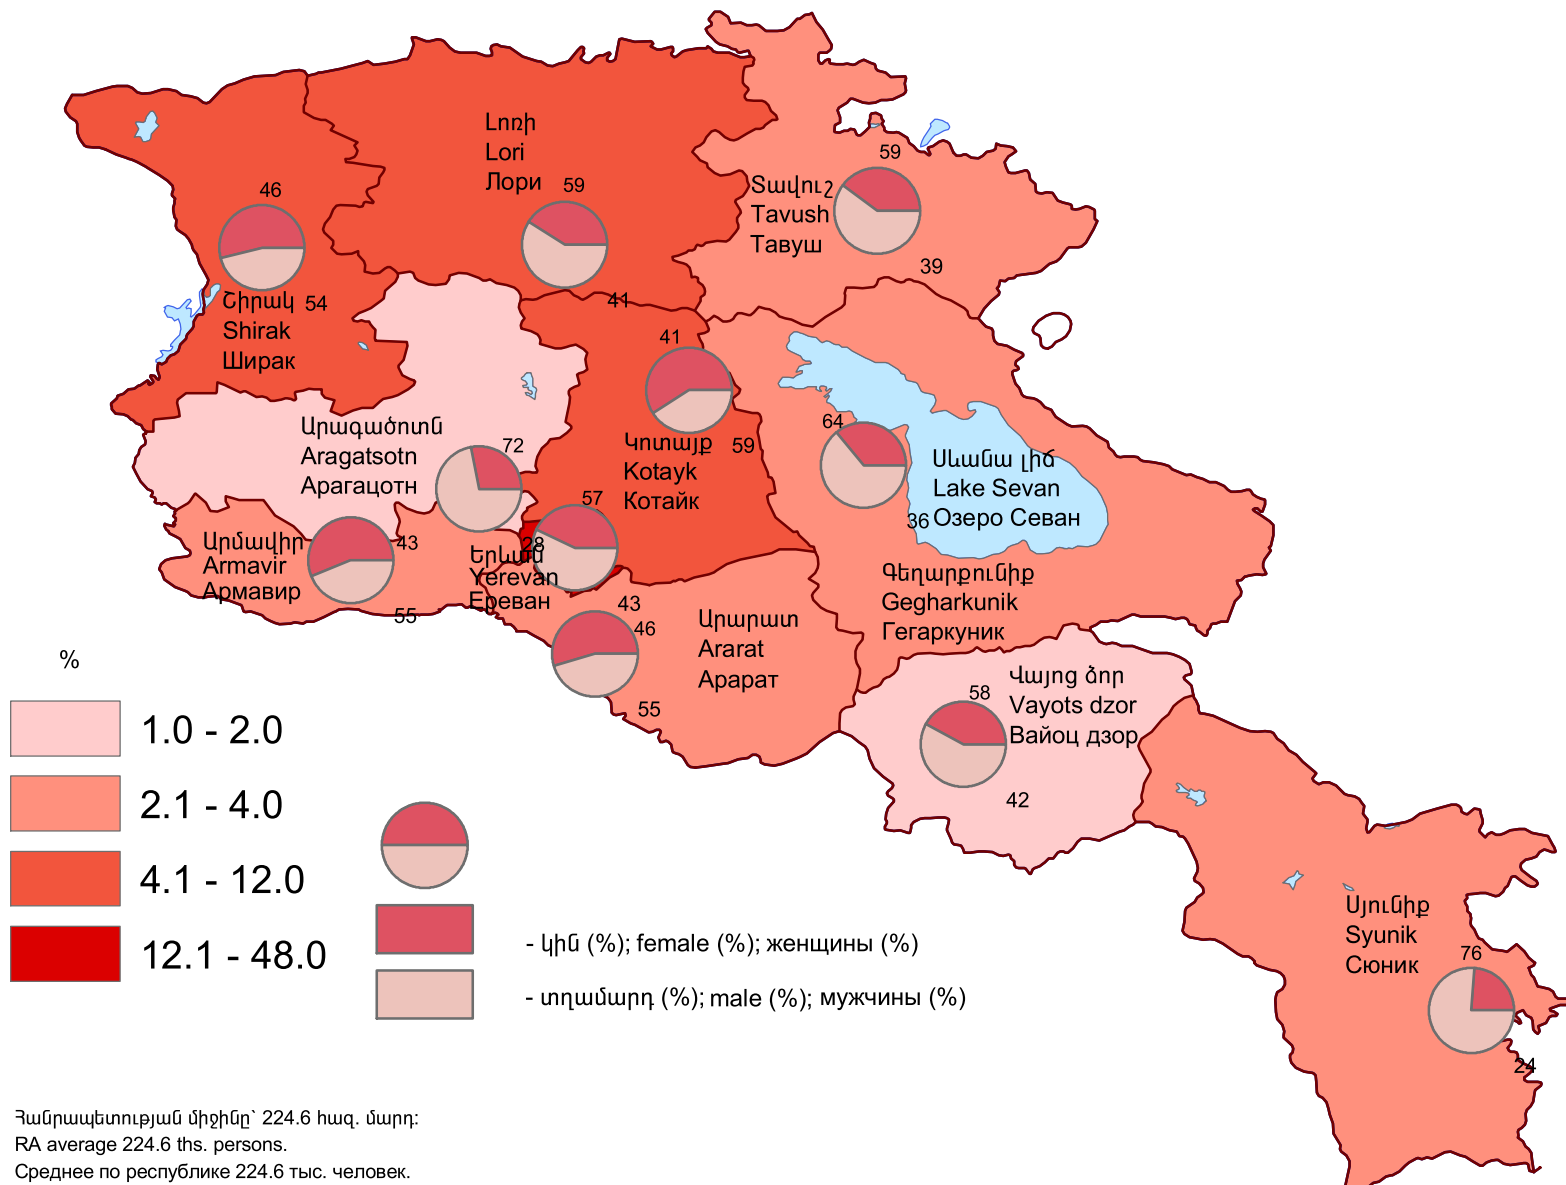 Լոռի
Lori
Лори
59
41
46
Շիրակ
54
Shirak
Ширак
59
Տավուշ
Tavush
Тавуш
39
41
Կոտայք
59
Kotayk
Котайк
Արագածոտն
72
Aragatsotn
Арагацотн
28
64
36
Սևանա լիճ
Lake Sevan
Озеро Севан
Գեղարքունիք
Gegharkunik
Гегаркуник
Արմավիր
43
Armavir
Армавир
55
57
Երևան
Yerevan
Ереван
43
46
Արարատ
Ararat
Арарат
55
58
Վայոց ձոր
Vayots dzor
Вайоц дзор
42
Սյունիք
Syunik
Сюник
76
24
%
1.0 - 2.0
2.1 - 4.0
4.1 - 12.0
12.1 - 48.0
- կին (%); female (%); женщины (%)
- տղամարդ (%); male (%); мужчины (%)
Հանրապետության միջինը՝ 224.6 հազ. մարդ:
RA average 224.6 ths. persons.
Среднее по республике 224.6 тыс. человек.